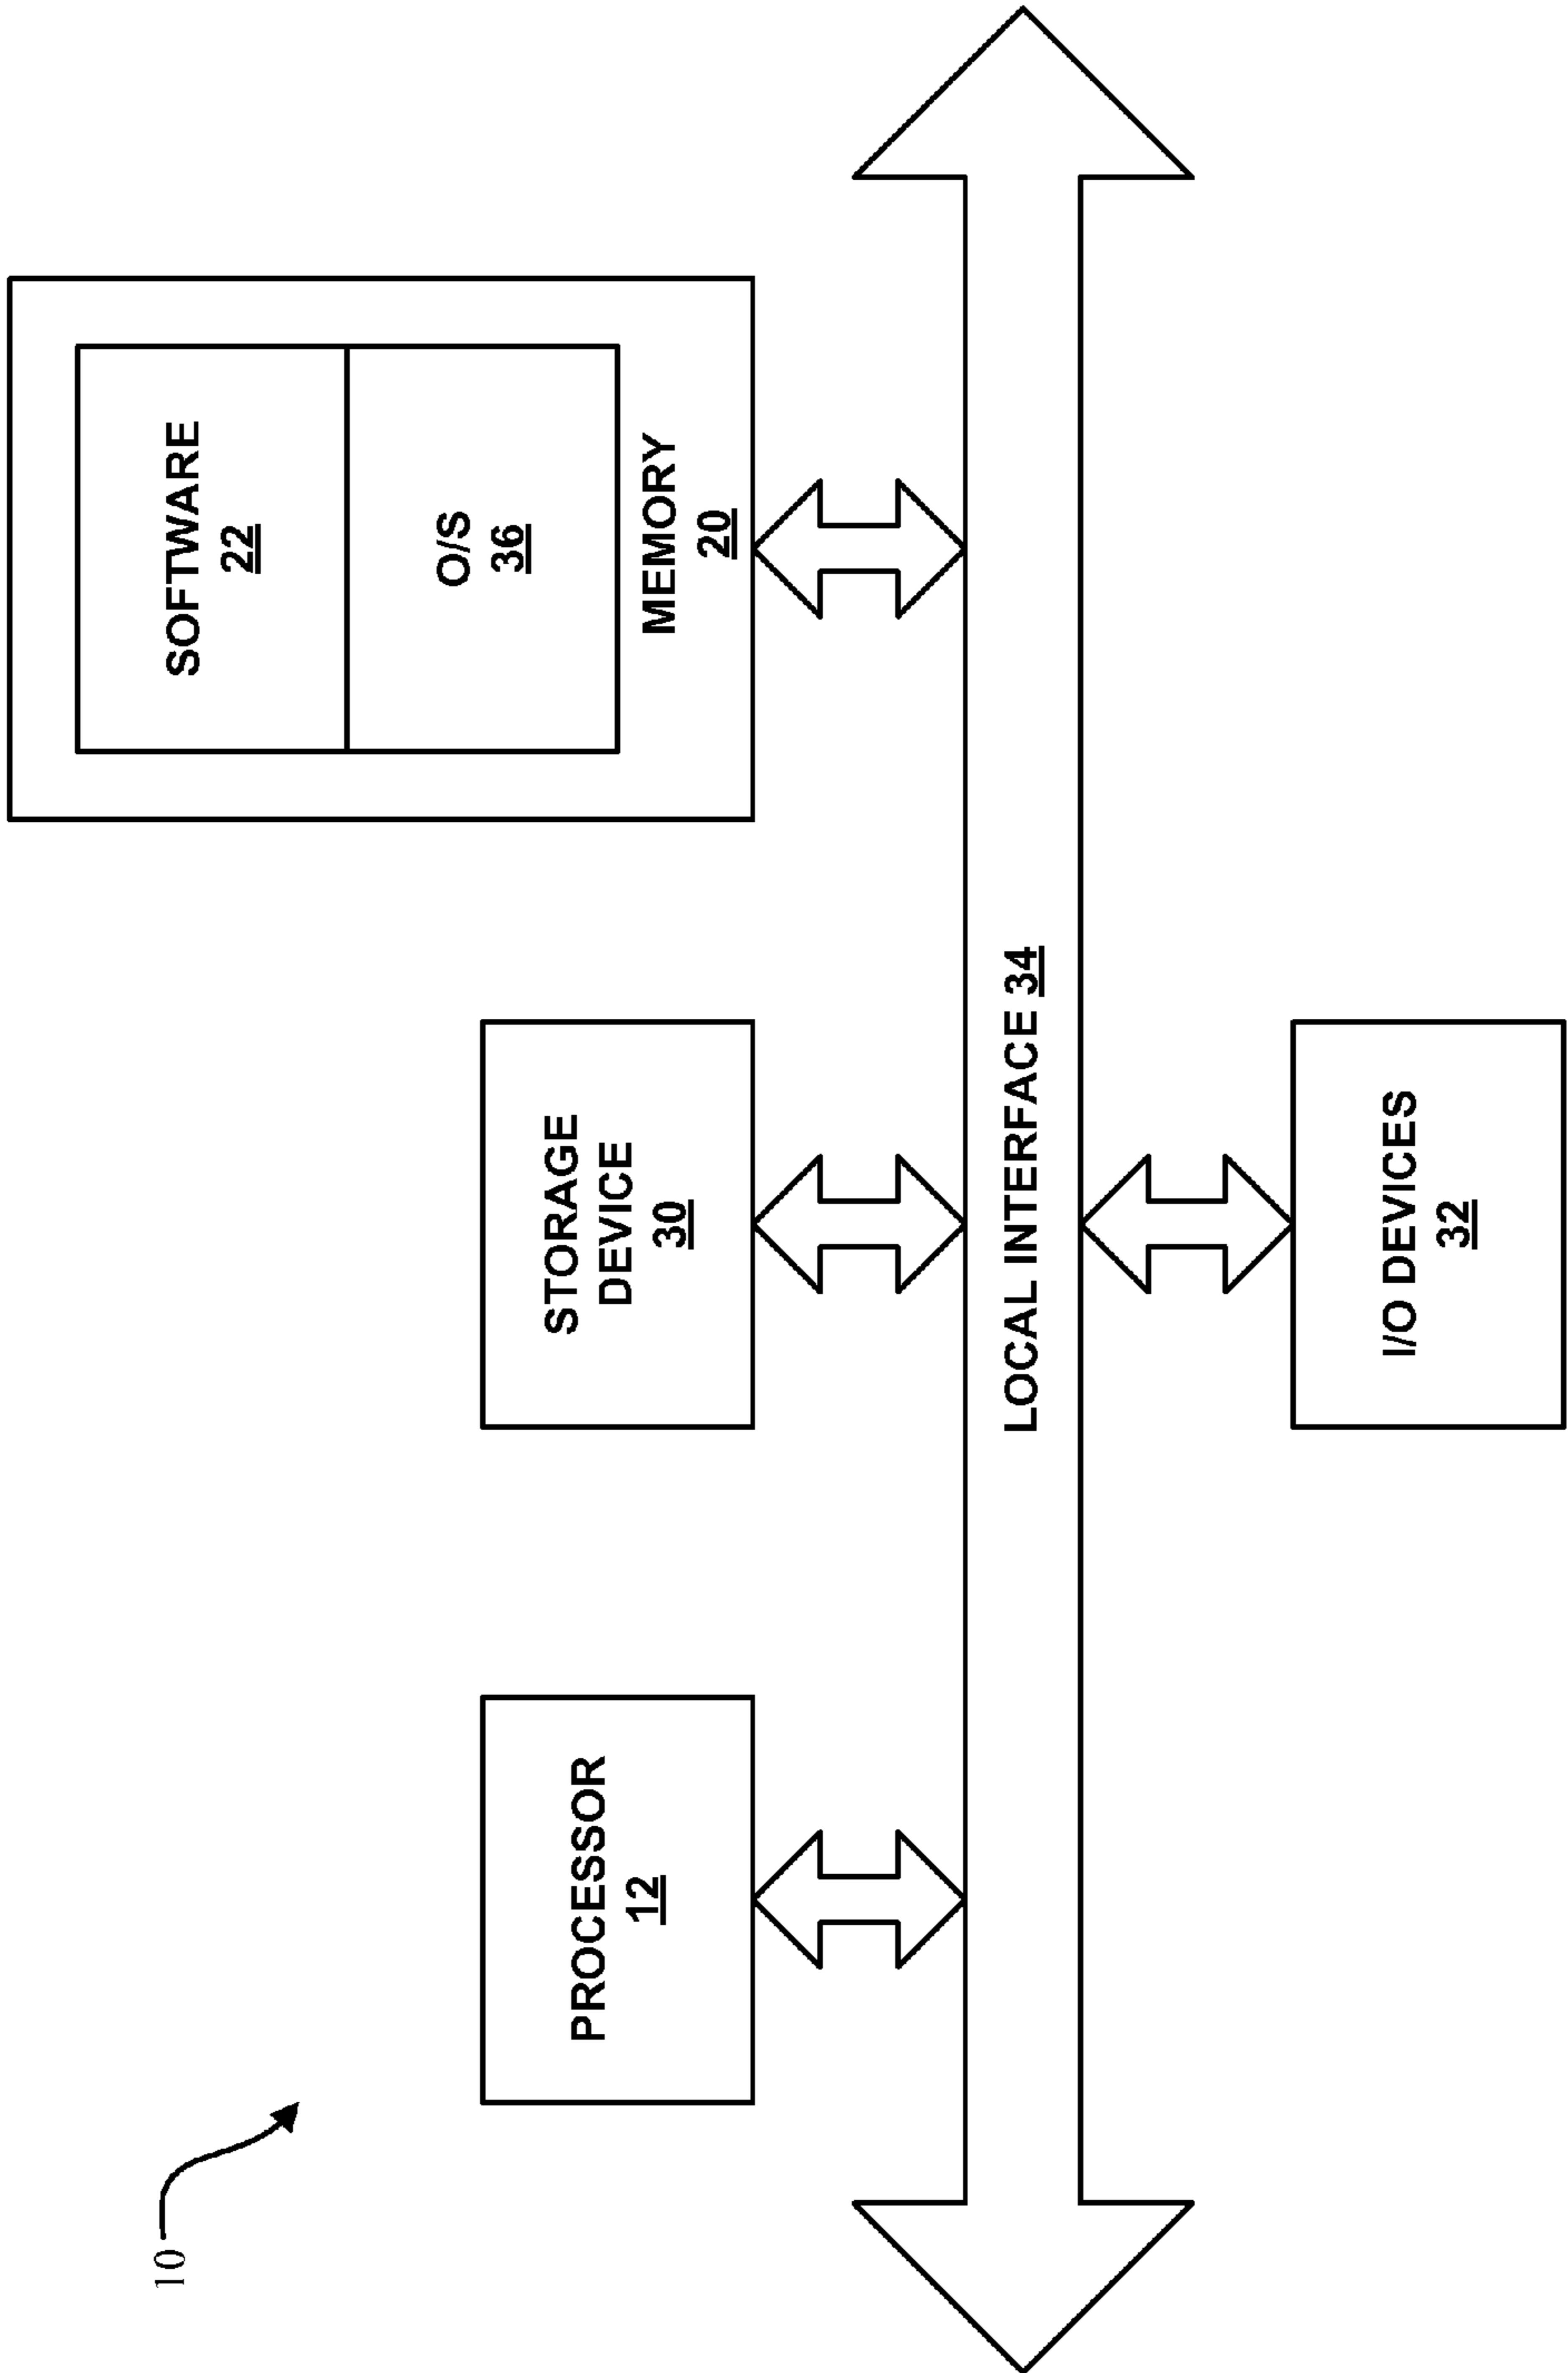 10
PROCESSOR
12
STORAGE
DEVICE
30
SOFTWARE
22
O/S
36
MEMORY
20
LOCAL INTERFACE 34
I/O DEVICES
32